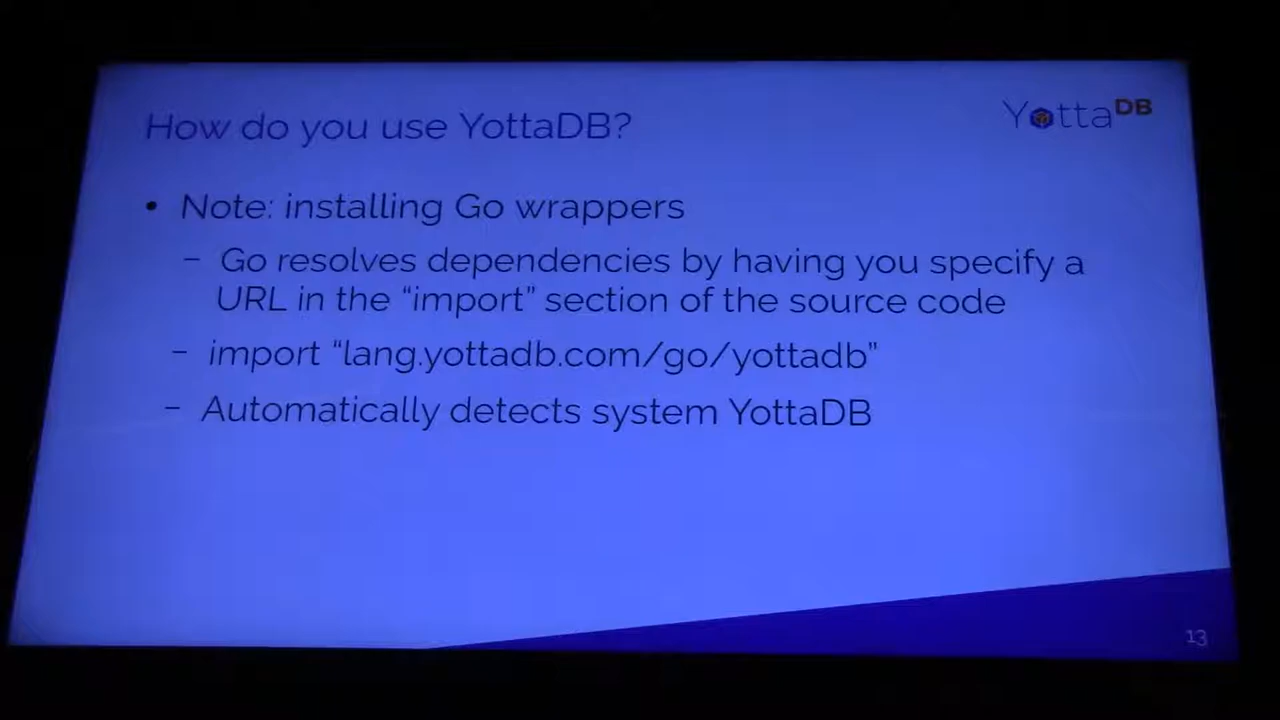 How do you use YottaDB?
YottaDB
• Note: installing Go wrappers
– Go resolves dependencies by having you specify a
URL in the “import” section of the source code
– import “lang.yottadb.com/go/yottadb”
– Automatically detects system YottaDB
13